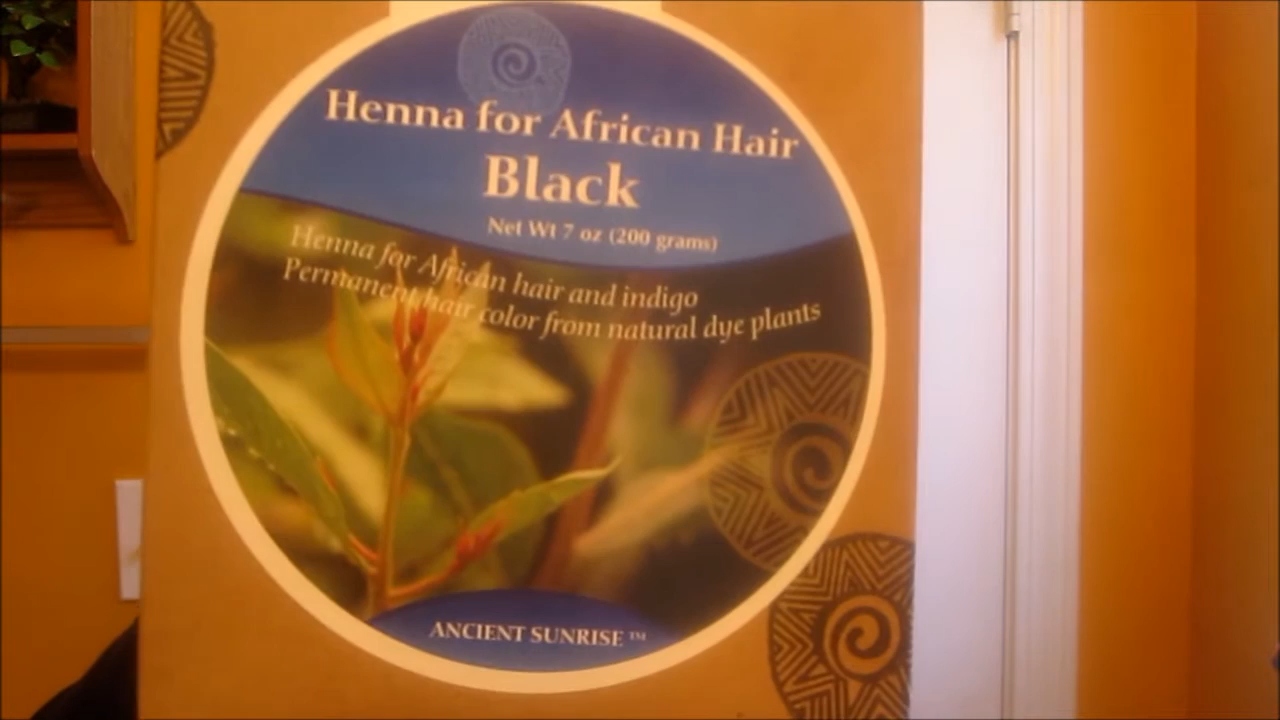 Henna for African Hair
Black
Net Wt 7 oz (200 grams)
Henna for African hair and indigo
Permanent hair color from natural dye plants
ANCIENT SUNRISE™